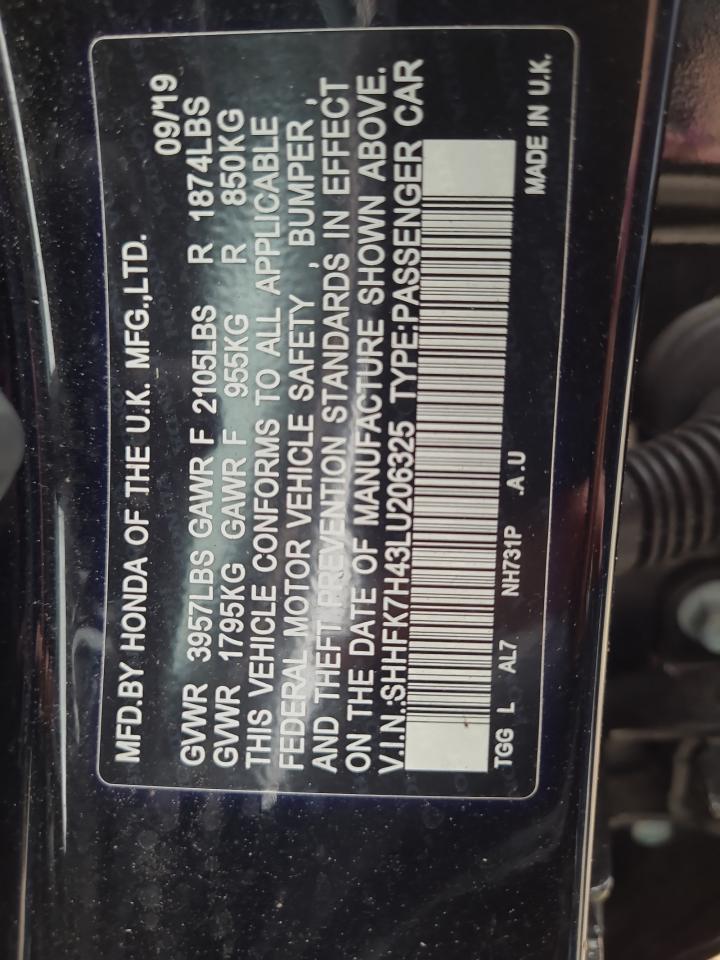 MFD.BY HONDA OF THE U.K. MFG.,LTD.
09/'19
GVWR 3957LBS GAWR F 2105LBS R 1874LBS
GVWR 1795KG GAWR F 955KG R 850KG
THIS VEHICLE CONFORMS TO ALL APPLICABLE
FEDERAL MOTOR VEHICLE SAFETY , BUMPER ,
AND THEFT PREVENTION STANDARDS IN EFFECT
ON THE DATE OF MANUFACTURE SHOWN ABOVE.
V.I.N.:SHHFK7H43LU206325 TYPE:PASSENGER CAR
TGG L AL7 NH731P .A.U MADE IN U.K.